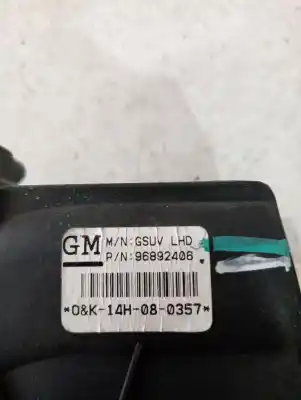 GM M/N:GSUV LHD
P/N:96892406
*O&K-14H-08-0357*